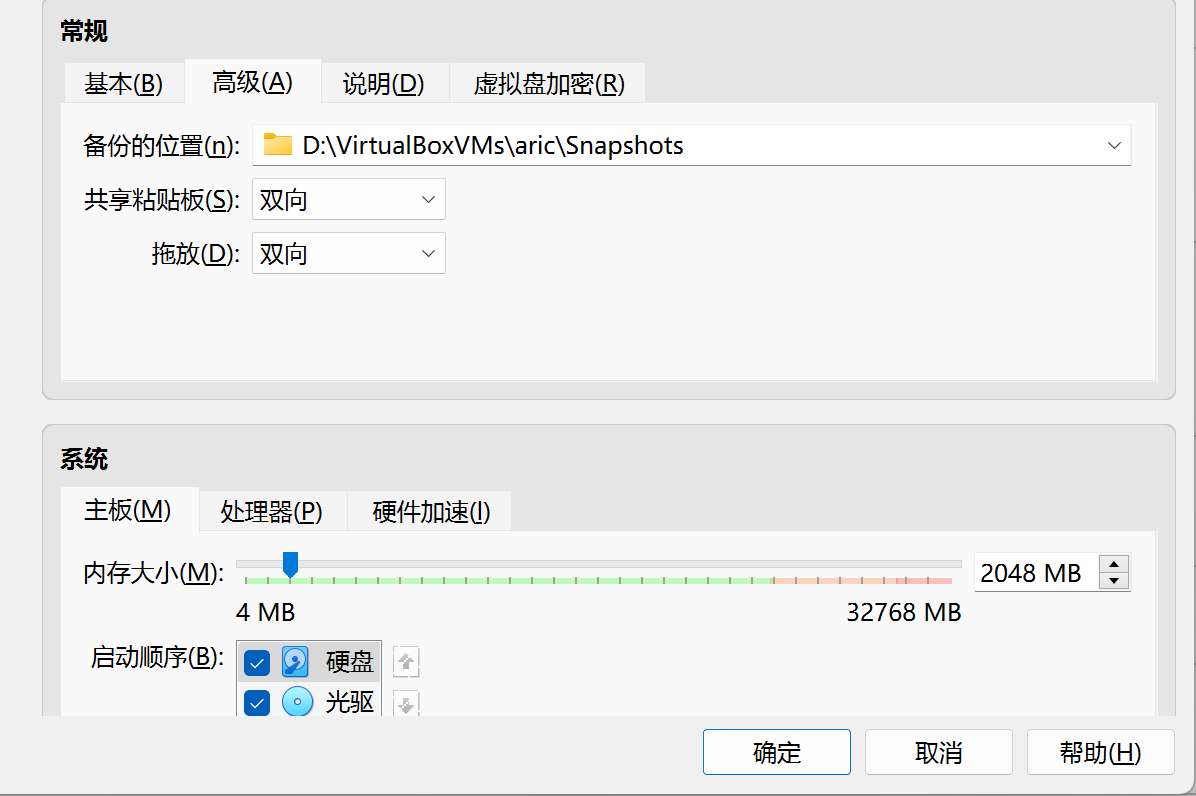 常规
基本(B) 高级(A) 说明(D) 虚拟盘加密(R)
备份的位置(n): D:\VirtualBoxVMs\aric\Snapshots
共享粘贴板(S): 双向
拖放(D): 双向
系统
主板(M) 处理器(P) 硬件加速(I)
内存大小(M): 2048 MB
4 MB 32768 MB
启动顺序(B): 硬盘
光驱
确定 取消 帮助(H)